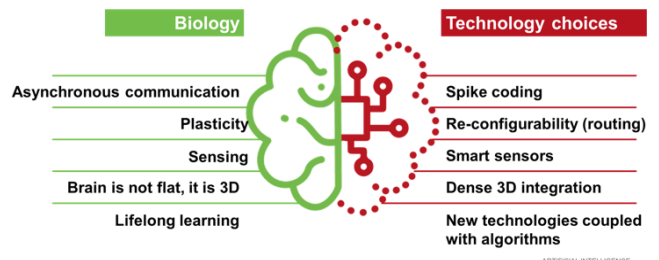 Biology
Technology choices
Asynchronous communication
Spike coding
Plasticity
Re-configurability (routing)
Sensing
Smart sensors
Brain is not flat, it is 3D
Dense 3D integration
Lifelong learning
New technologies coupled
with algorithms